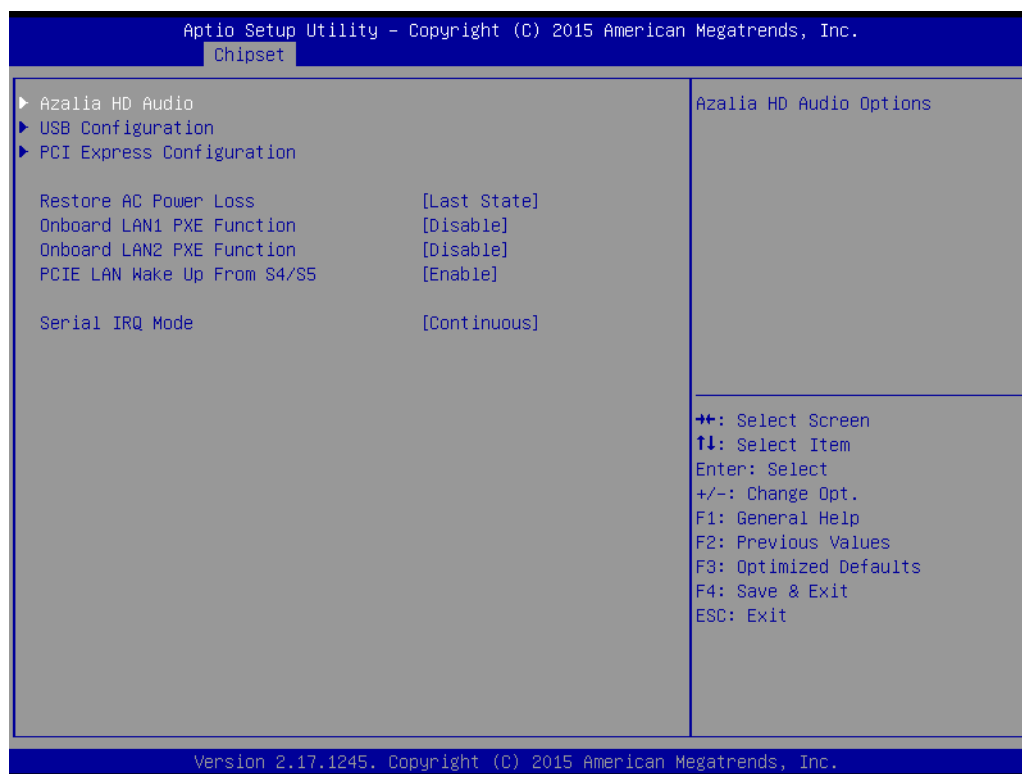 Aptio Setup Utility – Copyright (C) 2015 American Megatrends, Inc.
Chipset
Azalia HD Audio
USB Configuration
PCI Express Configuration
Restore AC Power Loss [Last State]
Onboard LAN1 PXE Function [Disable]
Onboard LAN2 PXE Function [Disable]
PCIE LAN Wake Up From S4/S5 [Enable]
Serial IRQ Mode [Continuous]
Azalia HD Audio Options
→←: Select Screen
↑↓: Select Item
Enter: Select
+/-: Change Opt.
F1: General Help
F2: Previous Values
F3: Optimized Defaults
F4: Save & Exit
ESC: Exit
Version 2.17.1245. Copyright (C) 2015 American Megatrends, Inc.